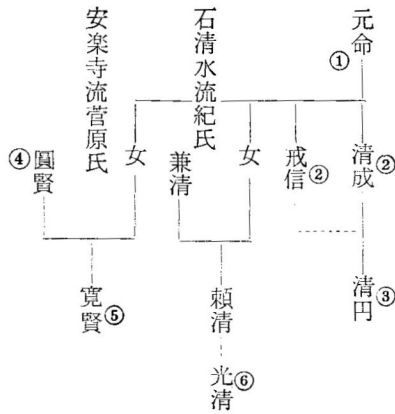 元命①
清成②
清円③
戒信②
女
頼清
光清⑥
石清水流紀氏
兼清
女
寛賢⑤
安楽寺流菅原氏
圓賢④